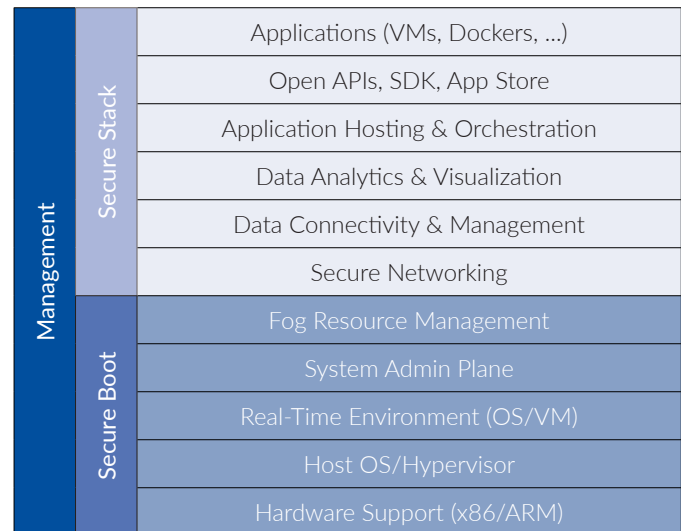 Management
Secure Stack
Applications (VMs, Dockers, ...)
Open APIs, SDK, App Store
Application Hosting & Orchestration
Data Analytics & Visualization
Data Connectivity & Management
Secure Networking
Secure Boot
Fog Resource Management
System Admin Plane
Real-Time Environment (OS/VM)
Host OS/Hypervisor
Hardware Support (x86/ARM)